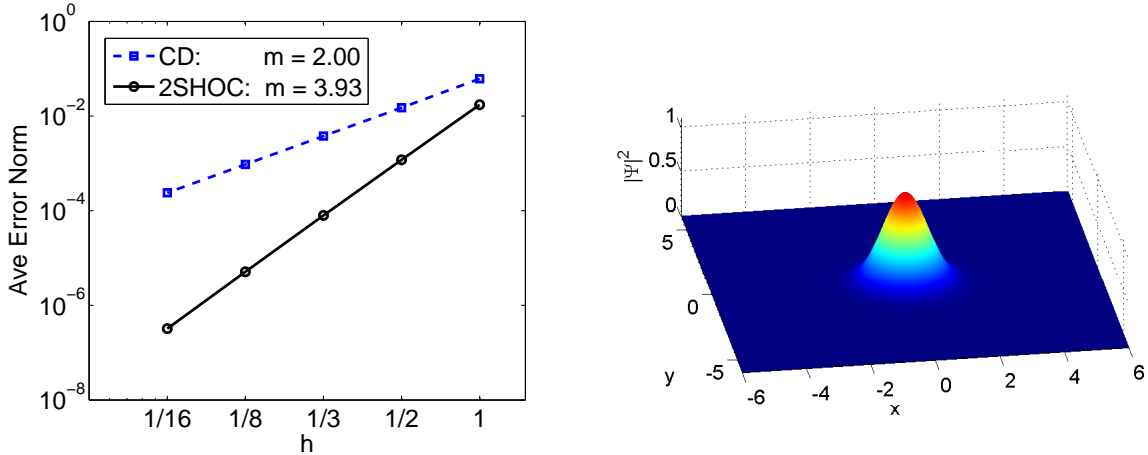 10^0
10^-2
10^-4
10^-6
10^-8
Ave Error Norm
CD: m = 2.00
2SHOC: m = 3.93
1/16 1/8 1/3 1/2 1
h
1
0.5
0
|Ψ|^2
5
0
-5
y
-6 -4 -2 0 2 4 6
x